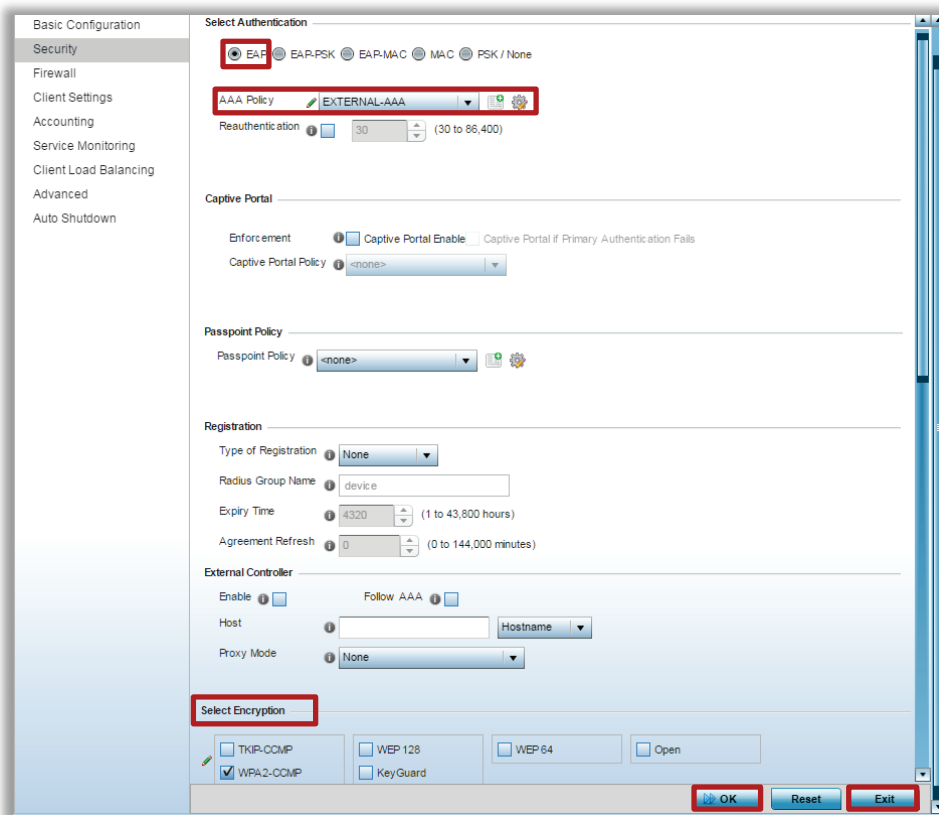 Basic Configuration
Security
Firewall
Client Settings
Accounting
Service Monitoring
Client Load Balancing
Advanced
Auto Shutdown
Select Authentication
EAP EAP-PSK EAP-MAC MAC PSK / None
AAA Policy EXTERNAL-AAA
Reauthentication 30 (30 to 86,400)
Captive Portal
Enforcement Captive Portal Enable Captive Portal if Primary Authentication Fails
Captive Portal Policy <none>
Passpoint Policy
Passpoint Policy <none>
Registration
Type of Registration None
Radius Group Name device
Expiry Time 4320 (1 to 43,800 hours)
Agreement Refresh 0 (0 to 144,000 minutes)
External Controller
Enable Follow AAA
Host Hostname
Proxy Mode None
Select Encryption
TKIP-CCMP WEP 128 WEP 64 Open
WPA2-CCMP KeyGuard
OK Reset Exit